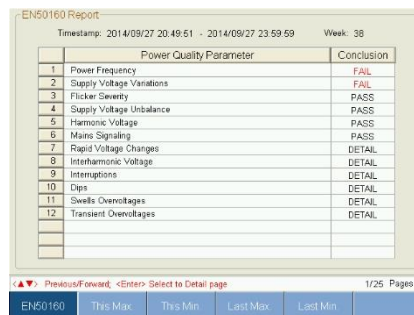 EN50160 Report
Timestamp: 2014/09/27 20:49:51 - 2014/09/27 23:59:59 Week: 38
Power Quality Parameter Conclusion
1 Power Frequency FAIL
2 Supply Voltage Variations FAIL
3 Flicker Severity PASS
4 Supply Voltage Unbalance PASS
5 Harmonic Voltage PASS
6 Mains Signaling PASS
7 Rapid Voltage Changes DETAIL
8 Interharmonic Voltage DETAIL
9 Interruptions DETAIL
10 Dips DETAIL
11 Swells Overvoltages DETAIL
12 Transient Overvoltages DETAIL
<▲▼> Previous/Forward; <Enter> Select to Detail page 1/25 Pages
EN50160 This Max. This Min. Last Max. Last Min.